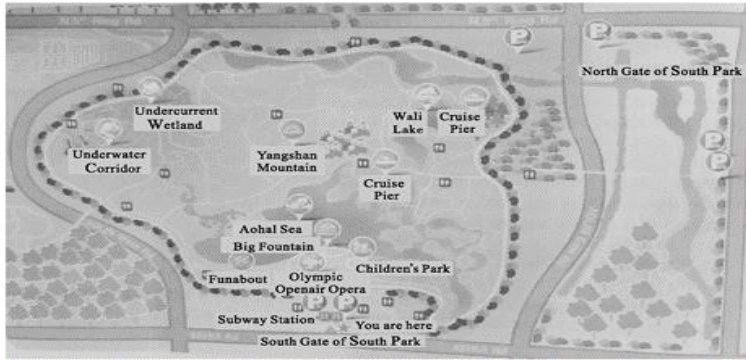 P
P
North Gate of South Park
Undercurrent
Wetland
Wali
Lake
Cruise
Pier
P
P
Underwater
Corridor
Yangshan
Mountain
Cruise
Pier
Aohal Sea
Big Fountain
Children's Park
Funabout
Olympic
Openair Opera
P
P
Subway Station
You are here
South Gate of South Park